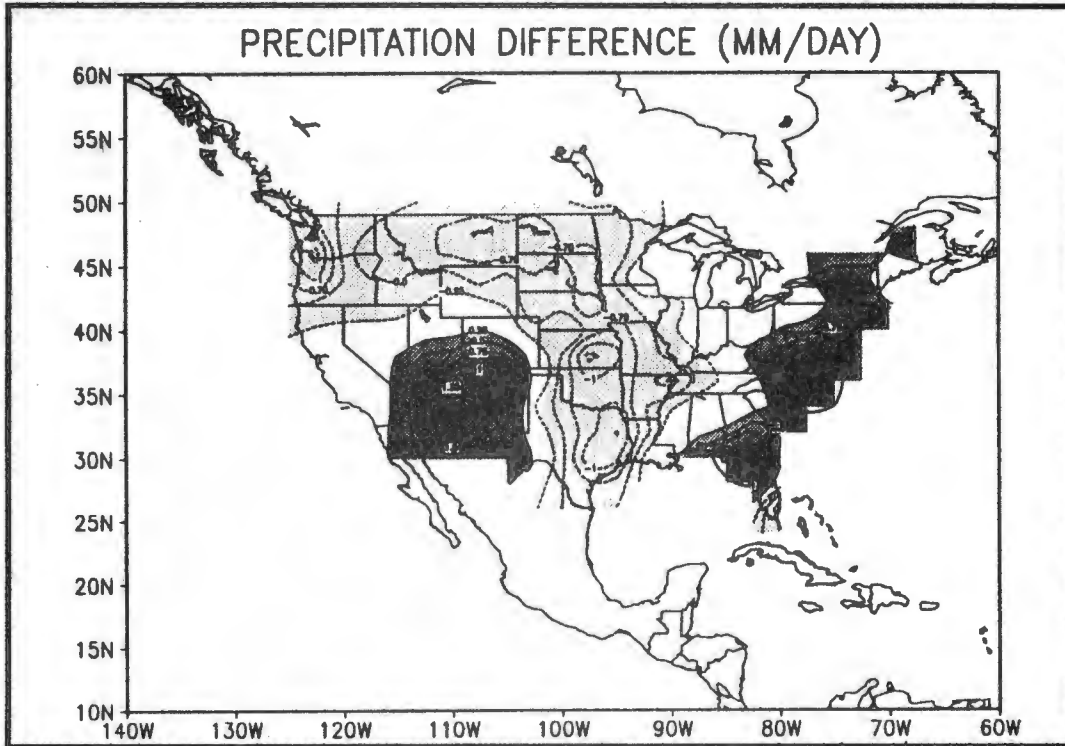 PRECIPITATION DIFFERENCE (MM/DAY)
60N
55N
50N
45N
40N
35N
30N
25N
20N
15N
10N
140W 130W 120W 110W 100W 90W 80W 70W 60W